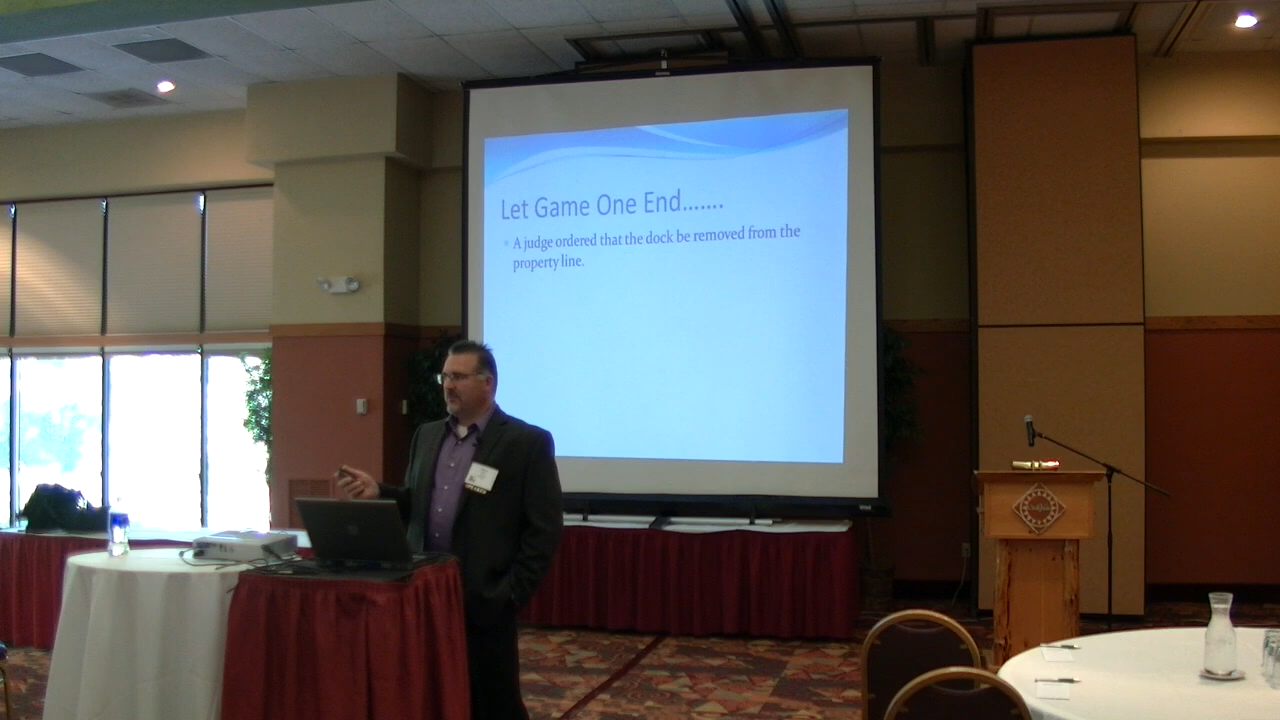 Let Game One End.......
A judge ordered that the dock be removed from the
property line.